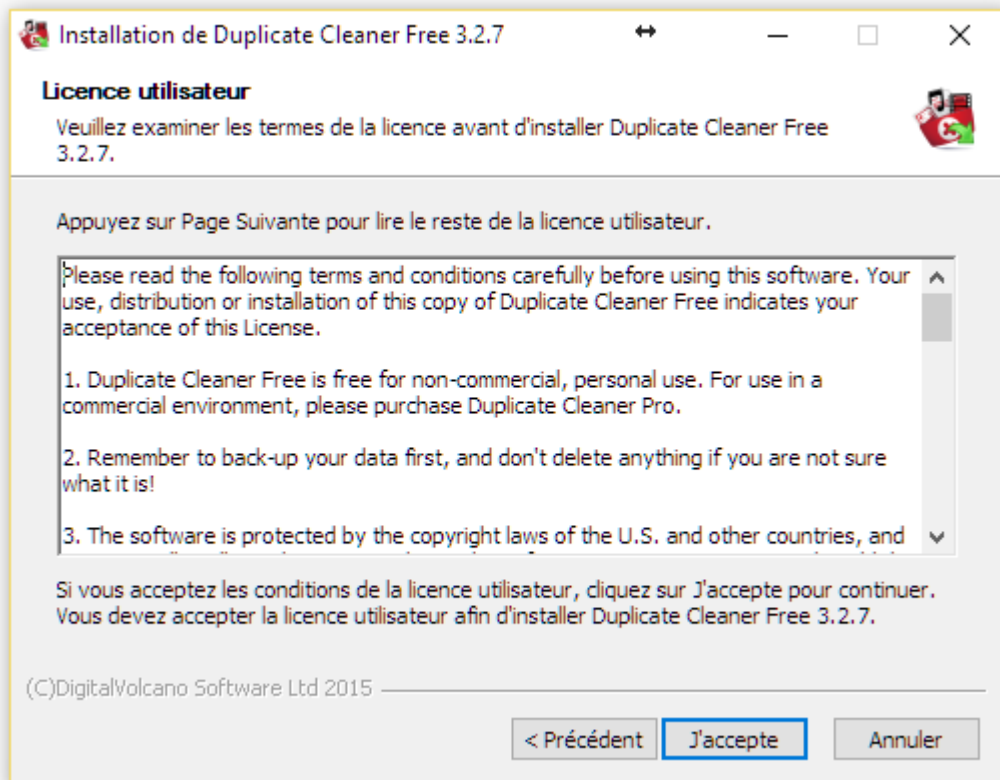 Installation de Duplicate Cleaner Free 3.2.7
Licence utilisateur
Veuillez examiner les termes de la licence avant d'installer Duplicate Cleaner Free
3.2.7.
Appuyez sur Page Suivante pour lire le reste de la licence utilisateur.
Please read the following terms and conditions carefully before using this software. Your
use, distribution or installation of this copy of Duplicate Cleaner Free indicates your
acceptance of this License.
1. Duplicate Cleaner Free is free for non-commercial, personal use. For use in a
commercial environment, please purchase Duplicate Cleaner Pro.
2. Remember to back-up your data first, and don't delete anything if you are not sure
what it is!
3. The software is protected by the copyright laws of the U.S. and other countries, and
Si vous acceptez les conditions de la licence utilisateur, cliquez sur J'accepte pour continuer.
Vous devez accepter la licence utilisateur afin d'installer Duplicate Cleaner Free 3.2.7.
(C)DigitalVolcano Software Ltd 2015
< Précédent
J'accepte
Annuler